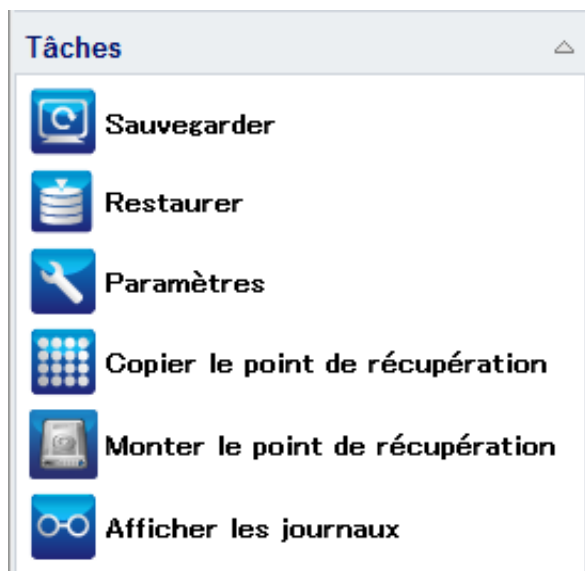 Tâches
Sauvegarder
Restaurer
Paramètres
Copier le point de récupération
Monter le point de récupération
Afficher les journaux